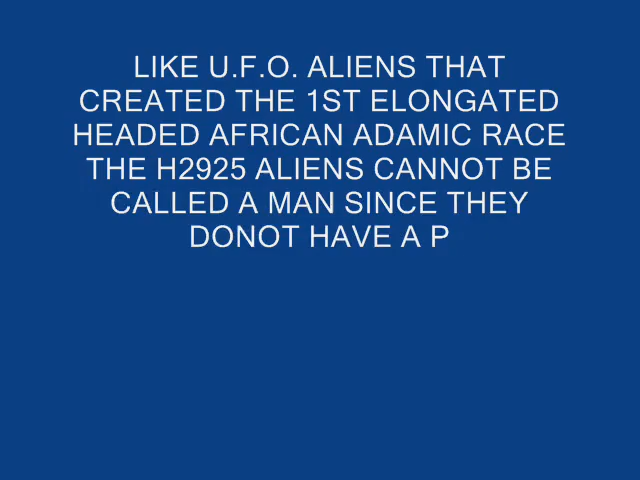 LIKE U.F.O. ALIENS THAT
CREATED THE 1ST ELONGATED
HEADED AFRICAN ADAMIC RACE
THE H2925 ALIENS CANNOT BE
CALLED A MAN SINCE THEY
DONOT HAVE A P